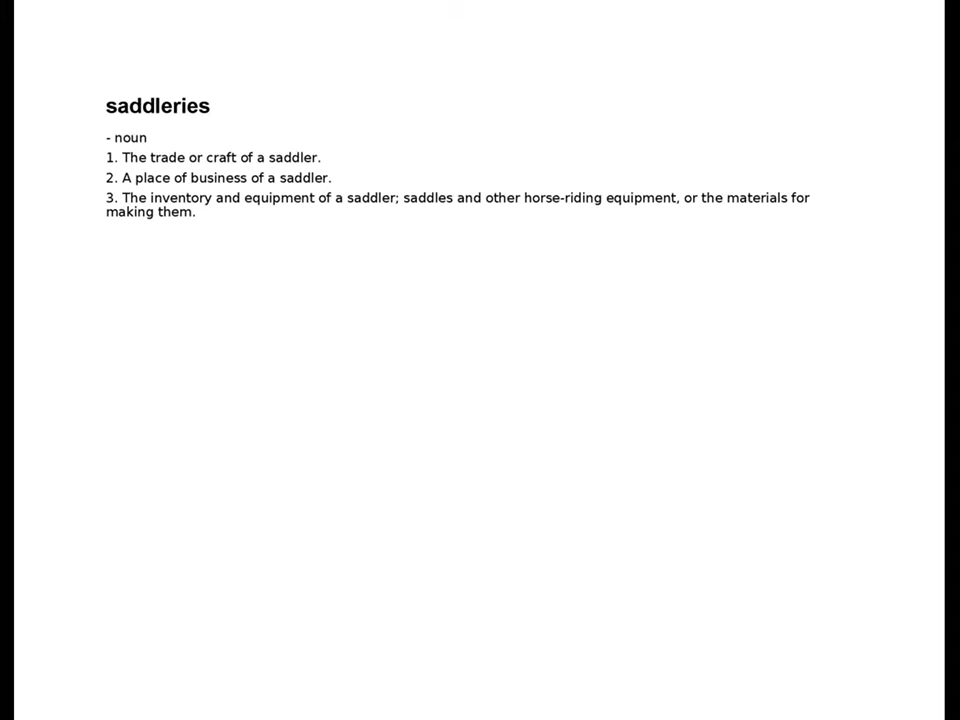 saddleries
- noun
1. The trade or craft of a saddler.
2. A place of business of a saddler.
3. The inventory and equipment of a saddler; saddles and other horse-riding equipment, or the materials for
making them.